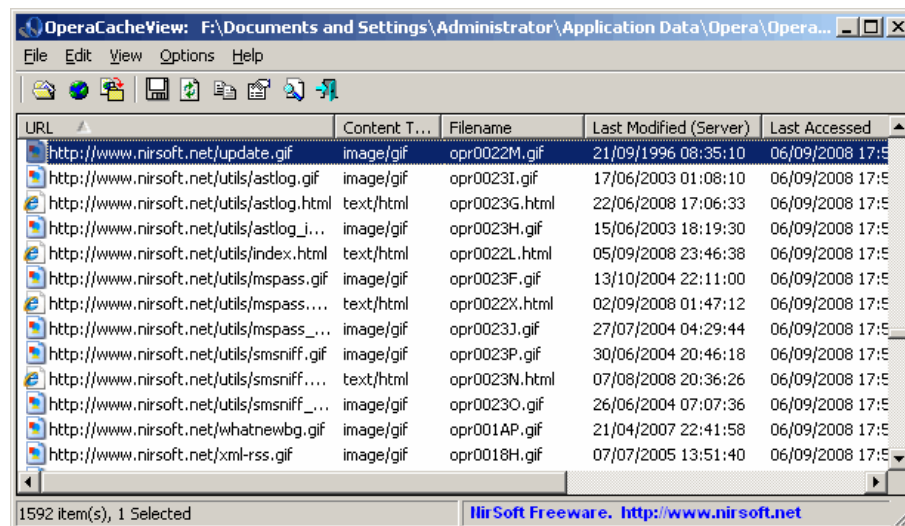 OperaCacheView: F:\Documents and Settings\Administrator\Application Data\Opera\Opera...
File Edit View Options Help
URL Content T... Filename Last Modified (Server) Last Accessed
http://www.nirsoft.net/update.gif image/gif opr0022M.gif 21/09/1996 08:35:10 06/09/2008 17:5
http://www.nirsoft.net/utils/astlog.gif image/gif opr0023I.gif 17/06/2003 01:08:10 06/09/2008 17:5
http://www.nirsoft.net/utils/astlog.html text/html opr0023G.html 22/06/2008 17:06:33 06/09/2008 17:5
http://www.nirsoft.net/utils/astlog_i... image/gif opr0023H.gif 15/06/2003 18:19:30 06/09/2008 17:5
http://www.nirsoft.net/utils/index.html text/html opr0022L.html 05/09/2008 23:46:38 06/09/2008 17:5
http://www.nirsoft.net/utils/mspass.gif image/gif opr0023F.gif 13/10/2004 22:11:00 06/09/2008 17:5
http://www.nirsoft.net/utils/mspass.... text/html opr0022X.html 02/09/2008 01:47:12 06/09/2008 17:5
http://www.nirsoft.net/utils/mspass_... image/gif opr0023J.gif 27/07/2004 04:29:44 06/09/2008 17:5
http://www.nirsoft.net/utils/smsniff.gif image/gif opr0023P.gif 30/06/2004 20:46:18 06/09/2008 17:5
http://www.nirsoft.net/utils/smsniff.... text/html opr0023N.html 07/08/2008 20:36:26 06/09/2008 17:5
http://www.nirsoft.net/utils/smsniff_... image/gif opr0023O.gif 26/06/2004 07:07:36 06/09/2008 17:5
http://www.nirsoft.net/whatnewbg.gif image/gif opr001AP.gif 21/04/2007 22:41:58 06/09/2008 17:5
http://www.nirsoft.net/xml-rss.gif image/gif opr0018H.gif 07/07/2005 13:51:40 06/09/2008 17:5
1592 item(s), 1 Selected NirSoft Freeware. http://www.nirsoft.net